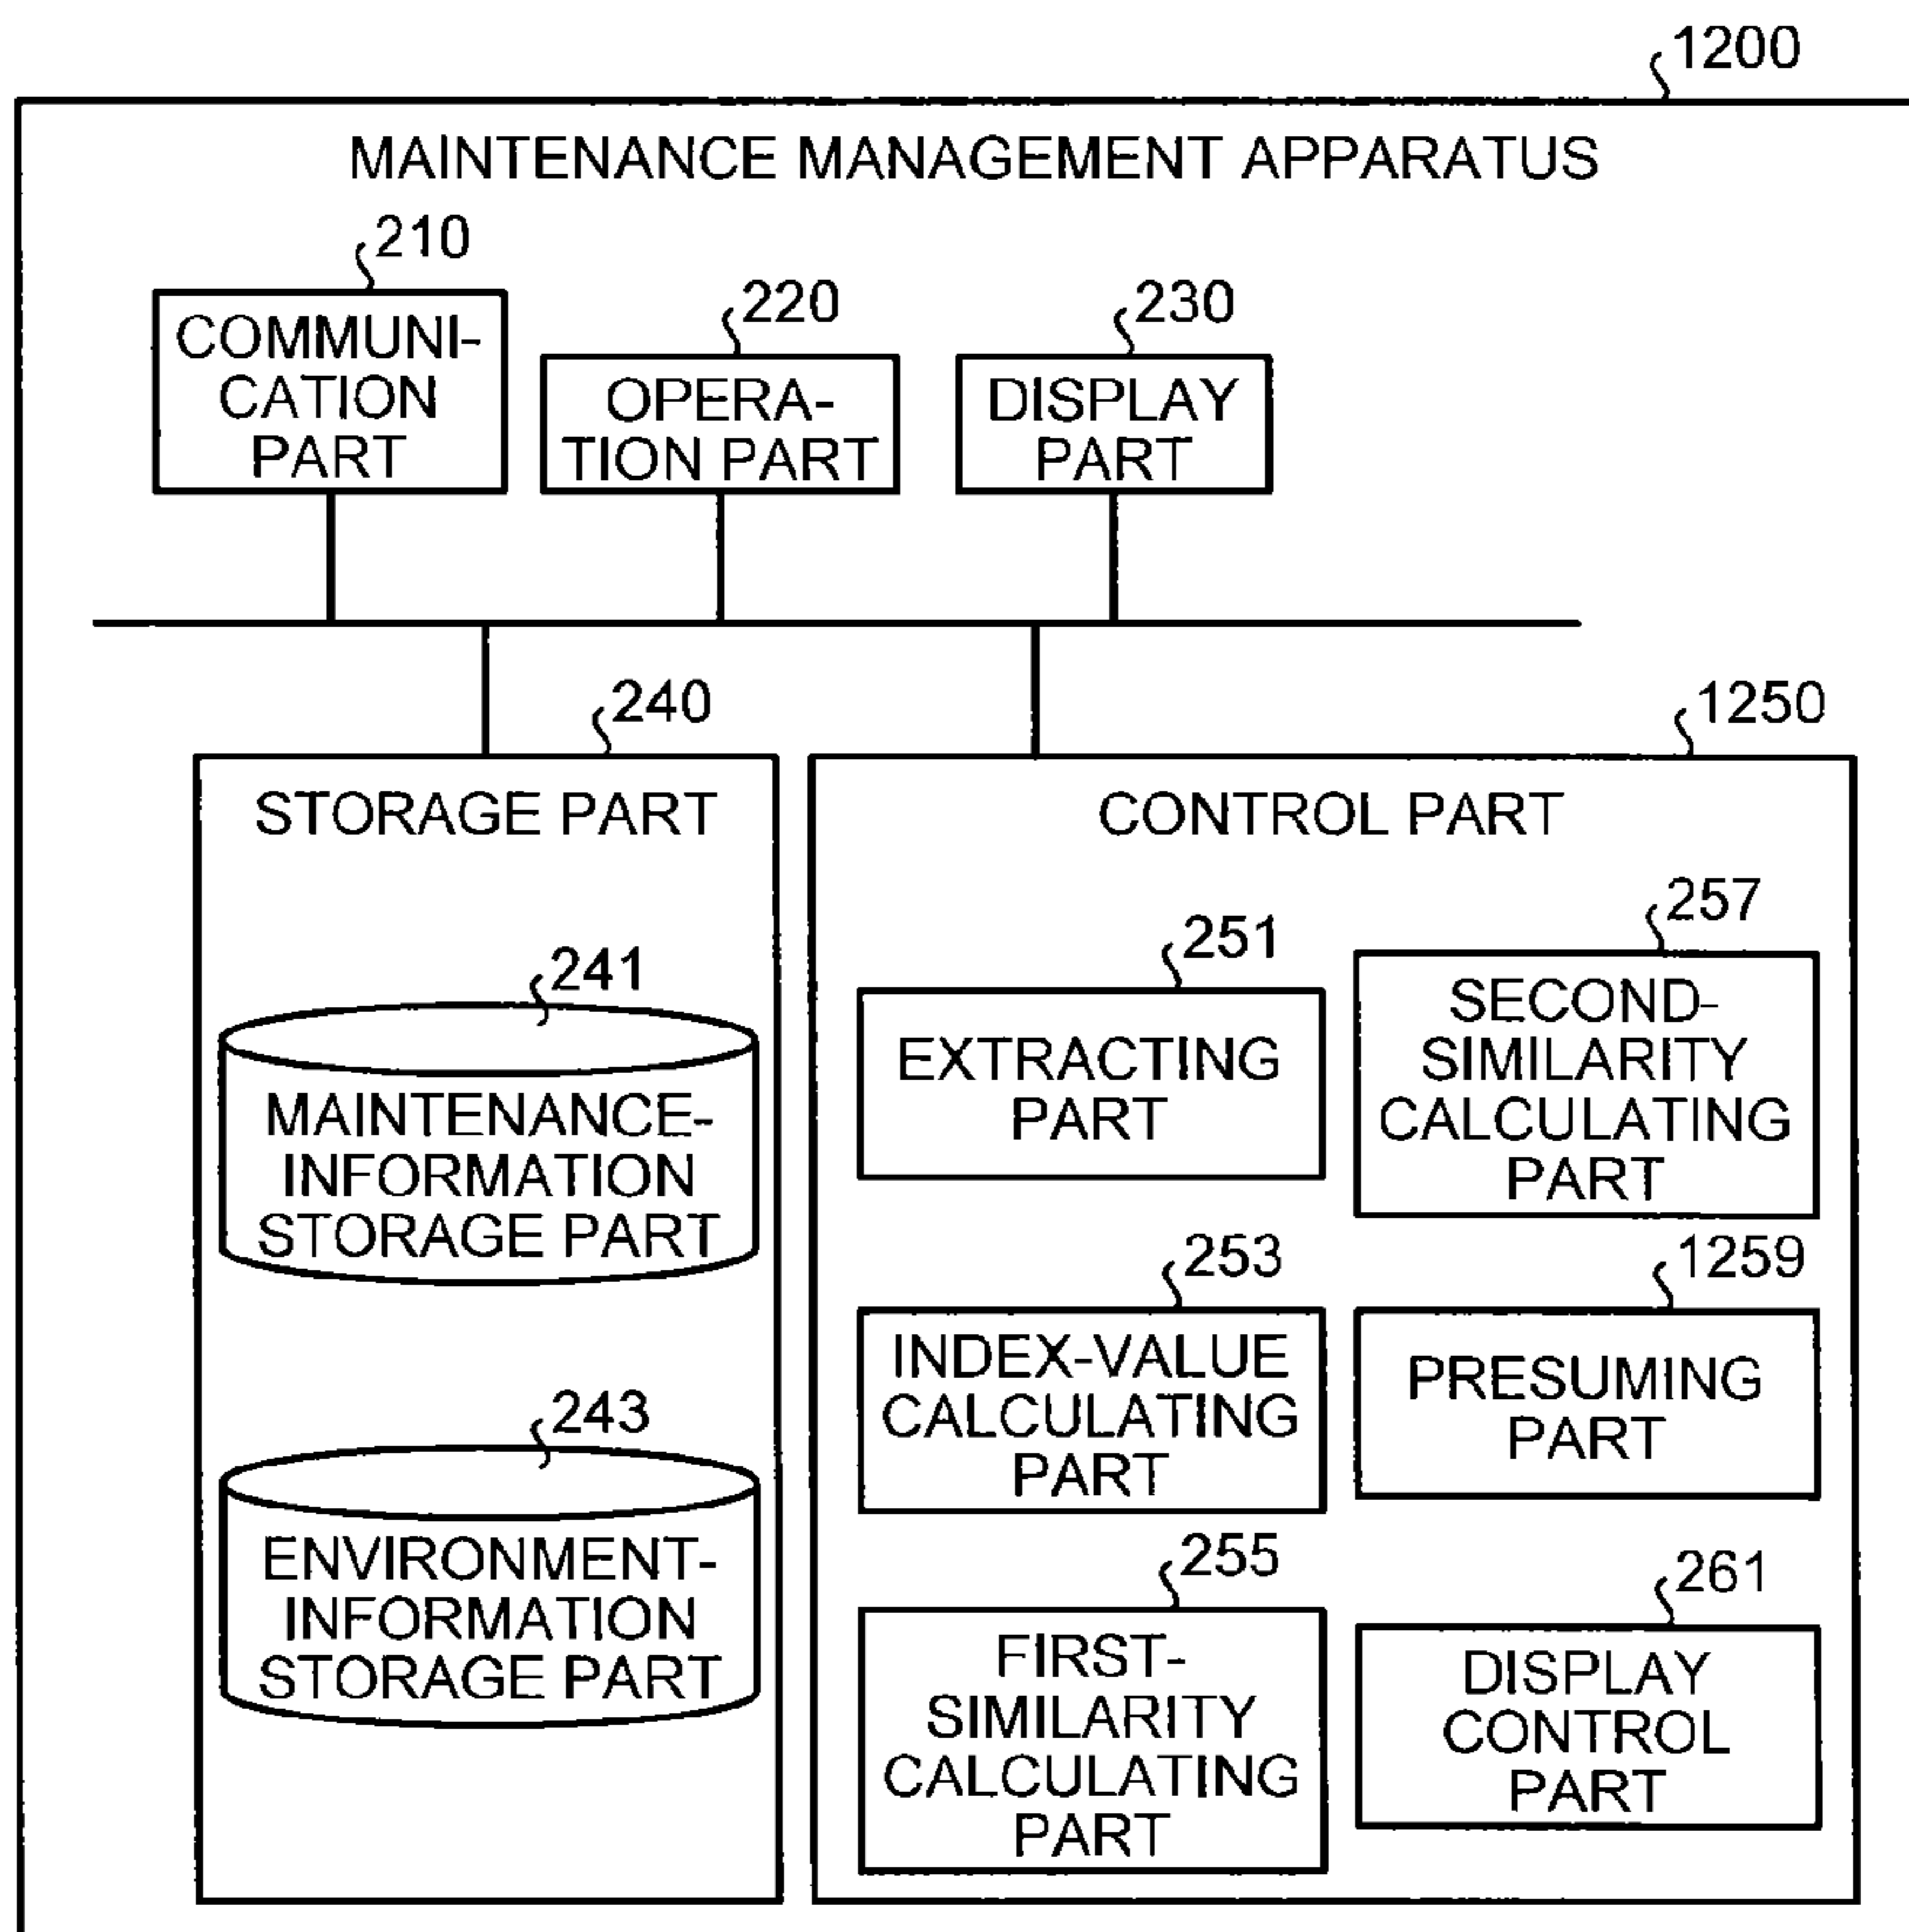 1200
MAINTENANCE MANAGEMENT APPARATUS
210
COMMUNI-
CATION
PART
220
OPERA-
TION PART
230
DISPLAY
PART
240
STORAGE PART
241
MAINTENANCE-
INFORMATION
STORAGE PART
243
ENVIRONMENT-
INFORMATION
STORAGE PART
1250
CONTROL PART
251
EXTRACTING
PART
257
SECOND-
SIMILARITY
CALCULATING
PART
253
INDEX-VALUE
CALCULATING
PART
1259
PRESUMING
PART
255
FIRST-
SIMILARITY
CALCULATING
PART
261
DISPLAY
CONTROL
PART